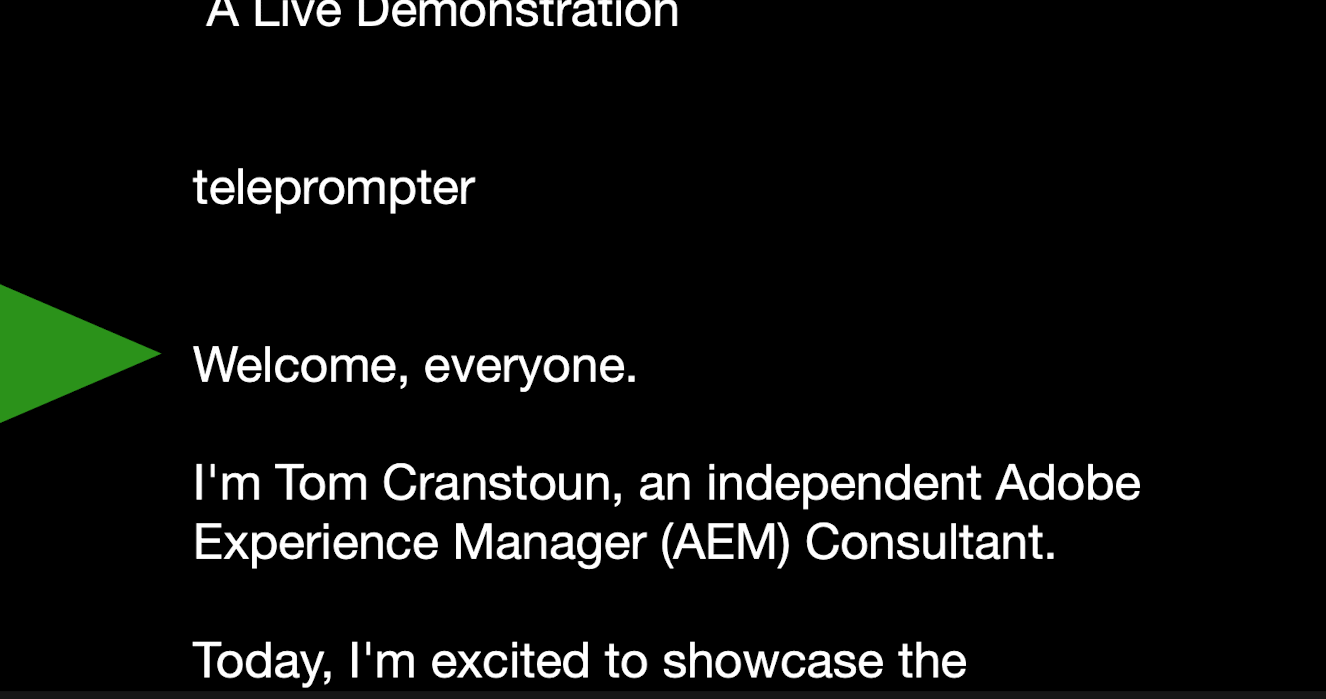 A Live Demonstration
teleprompter
Welcome, everyone.
I'm Tom Cranstoun, an independent Adobe
Experience Manager (AEM) Consultant.
Today, I'm excited to showcase the